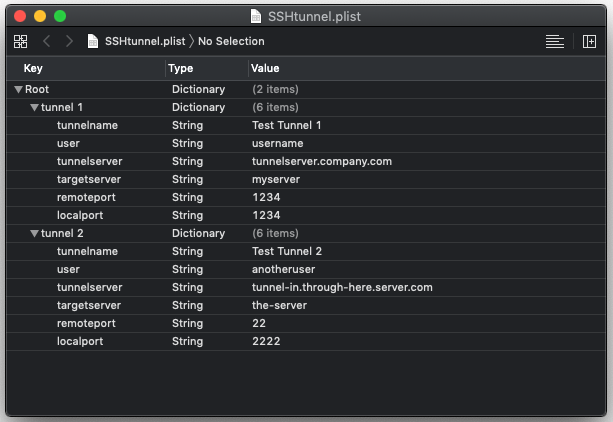 SSHtunnel.plist
SSHtunnel.plist No Selection
Key Type Value
Root Dictionary (2 items)
tunnel 1 Dictionary (6 items)
tunnelname String Test Tunnel 1
user String username
tunnelserver String tunnelserver.company.com
targetserver String myserver
remoteport String 1234
localport String 1234
tunnel 2 Dictionary (6 items)
tunnelname String Test Tunnel 2
user String anotheruser
tunnelserver String tunnel-in.through-here.server.com
targetserver String the-server
remoteport String 22
localport String 2222